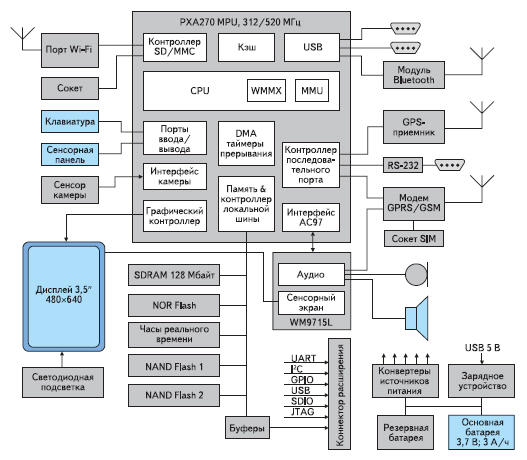 PXA270 MPU, 312/520 МГц
Порт Wi-Fi
Контроллер
SD/MMC
Кэш
USB
Сокет
Модуль
Bluetooth
CPU
WMMX
MMU
Клавиатура
Сенсорная
панель
Порты
ввода/
вывода
DMA
таймеры
прерывания
Контроллер
последова-
тельного
порта
GPS-
приемник
RS-232
Сенсор
камеры
Интерфейс
камеры
Память &
контроллер
локальной
шины
Модем
GPRS/GSM
Графический
контроллер
Интерфейс
AC97
Сокет SIM
Дисплей 3,5"
480×640
SDRAM 128 Мбайт
Аудио
Сенсорный
экран
WM9715L
NOR Flash
Часы реального
времени
NAND Flash 1
NAND Flash 2
Светодиодная
подсветка
Буферы
UART
I²C
GPIO
USB
SDIO
JTAG
Коннектор расширения
USB 5 В
Конвертеры
источников
питания
Зарядное
устройство
Резервная
батарея
Основная
батарея
3,7 В; 3 А/ч